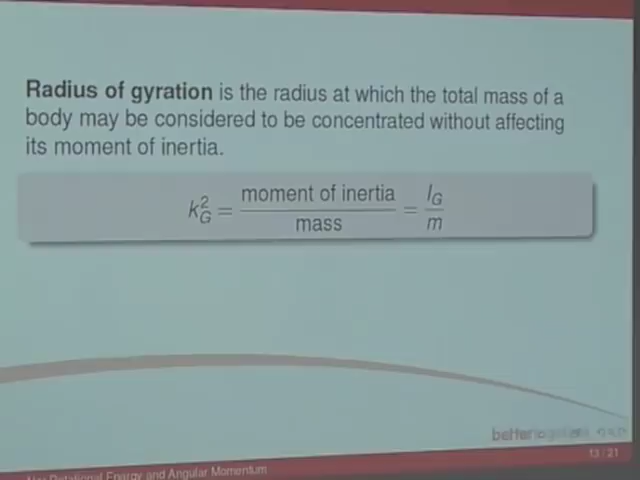 Radius of gyration is the radius at which the total mass of a
body may be considered to be concentrated without affecting
its moment of inertia.
k_G^2 = moment of inertia / mass = I_G / m
13 / 21
Rotational Energy and Angular Momentum